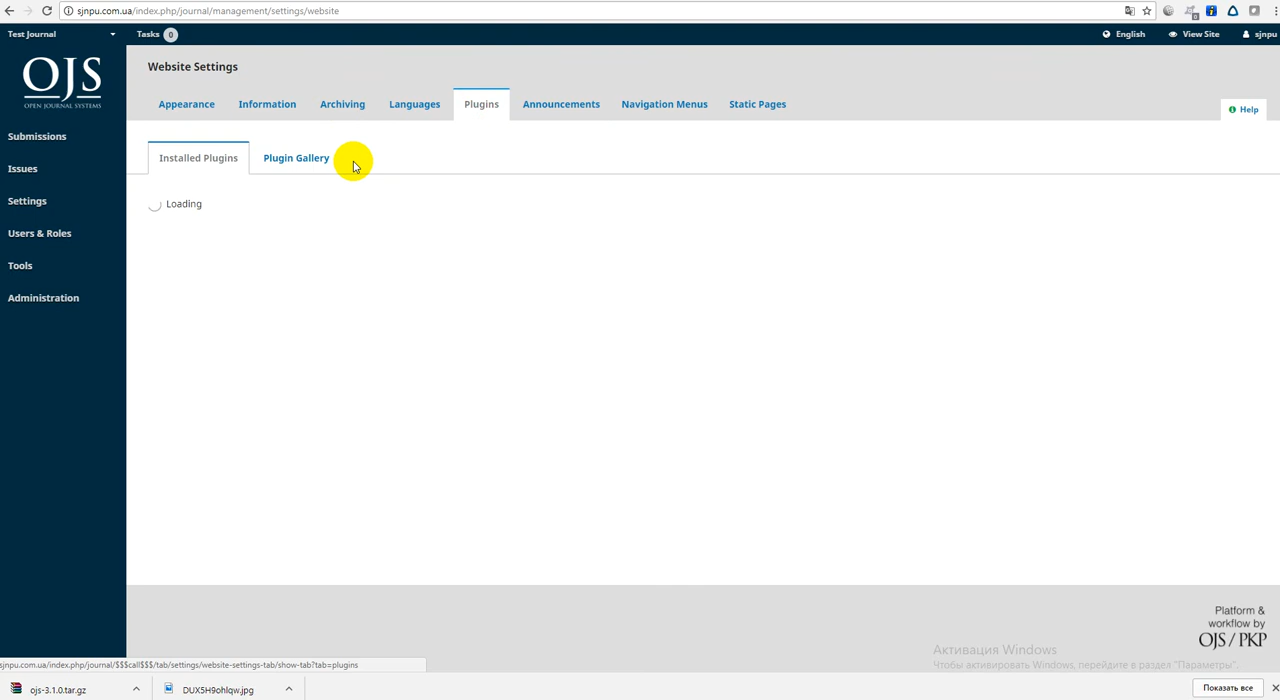 sjnpu.com.ua/index.php/journal/management/settings/website
Test Journal
Tasks 0
English
View Site
sjnpu
OJS
OPEN JOURNAL SYSTEMS
Submissions
Issues
Settings
Users & Roles
Tools
Administration
Website Settings
Appearance
Information
Archiving
Languages
Plugins
Announcements
Navigation Menus
Static Pages
Help
Installed Plugins
Plugin Gallery
Loading
Platform &
workflow by
OJS / PKP
Активация Windows
Чтобы активировать Windows, перейдите в раздел "Параметры".
sjnpu.com.ua/index.php/journal/$$$call$$$/tab/settings/website-settings-tab/show-tab?tab=plugins
ojs-3.1.0.tar.gz
DUX5H9ohlqw.jpg
Показать все